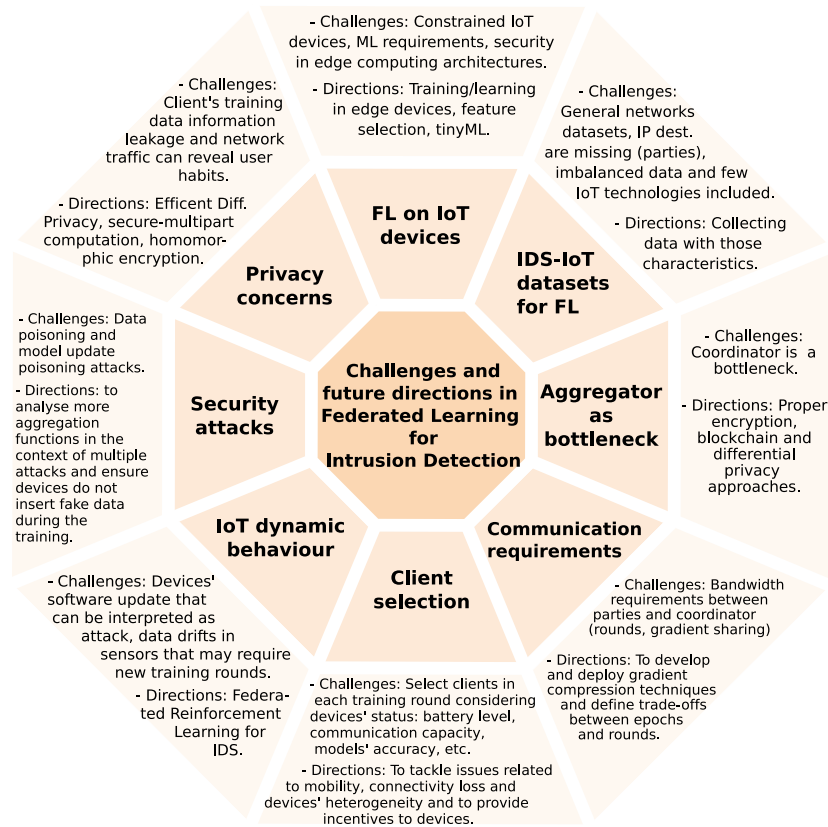 - Challenges: Constrained IoT
devices, ML requirements, security
in edge computing architectures.
- Directions: Training/learning
in edge devices, feature
selection, tinyML.
FL on IoT
devices
- Challenges:
General networks
datasets, IP dest.
are missing (parties),
imbalanced data and few
IoT technologies included.
- Directions: Collecting
data with those
characteristics.
IDS-IoT
datasets
for FL
- Challenges:
Coordinator is a
bottleneck.
- Directions: Proper
encryption,
blockchain and
differential
privacy
approaches.
Aggregator
as
bottleneck
Communication
requirements
- Challenges: Bandwidth
requirements between
parties and coordinator
(rounds, gradient sharing)
- Directions: To develop
and deploy gradient
compression techniques
and define trade-offs
between epochs
and rounds.
Client
selection
- Challenges: Select clients in
each training round considering
devices' status: battery level,
communication capacity,
models' accuracy, etc.
- Directions: To tackle issues related
to mobility, connectivity loss and
devices' heterogeneity and to provide
incentives to devices.
IoT dynamic
behaviour
- Challenges: Devices'
software update that
can be interpreted as
attack, data drifts in
sensors that may require
new training rounds.
- Directions: Federa-
ted Reinforcement
Learning for
IDS.
Security
attacks
- Challenges: Data
poisoning and
model update
poisoning attacks.
- Directions: to
analyse more
aggregation
functions in the
context of multiple
attacks and ensure
devices do not
insert fake data
during the
training.
Privacy
concerns
- Challenges:
Client's training
data information
leakage and network
traffic can reveal user
habits.
- Directions: Efficent Diff.
Privacy, secure-multipart
computation, homomor-
phic encryption.
Challenges and
future directions in
Federated Learning
for
Intrusion Detection